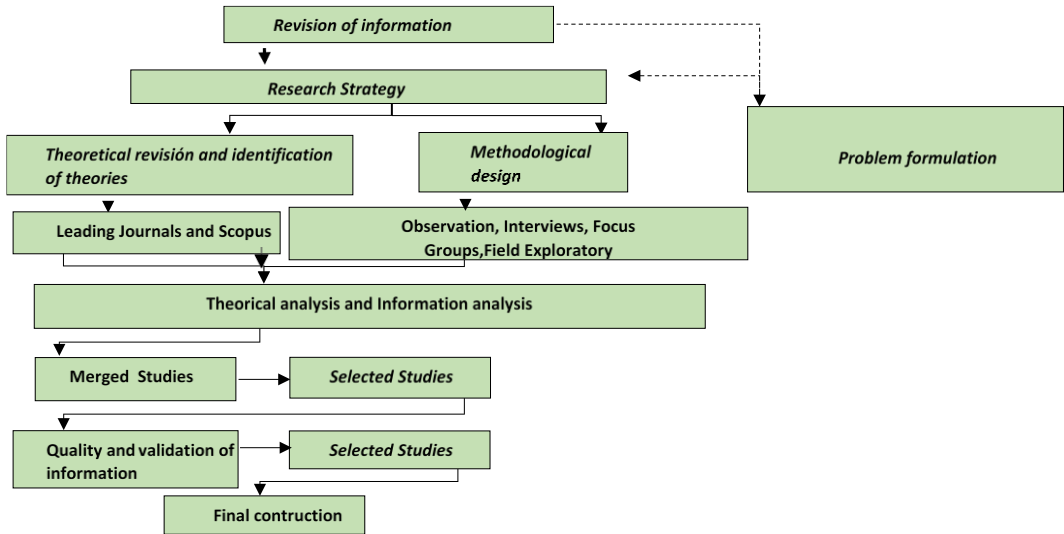 Revision of information
Research Strategy
Theoretical revisión and identification
of theories
Methodological
design
Problem formulation
Leading Journals and Scopus
Observation, Interviews, Focus
Groups,Field Exploratory
Theorical analysis and Information analysis
Merged Studies
Selected Studies
Quality and validation of
information
Selected Studies
Final contruction